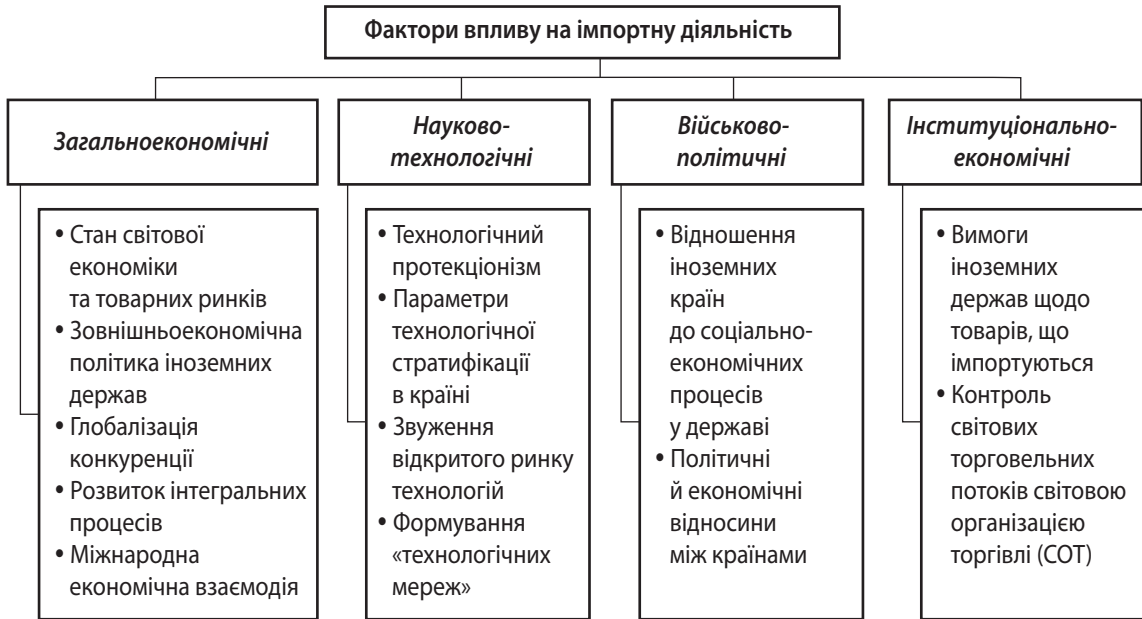 Фактори впливу на імпортну діяльність
Загальноекономічні
Науково-
технологічні
Військово-
політичні
Інституціонально-
економічні
• Стан світової
економіки
та товарних ринків
• Зовнішньоекономічна
політика іноземних
держав
• Глобалізація
конкуренції
• Розвиток інтегральних
процесів
• Міжнародна
економічна взаємодія
• Технологічний
протекціонізм
• Параметри
технологічної
стратифікації
в країні
• Звуження
відкритого ринку
технологій
• Формування
«технологічних
мереж»
• Відношення
іноземних
країн
до соціально-
економічних
процесів
у державі
• Політичні
й економічні
відносини
між країнами
• Вимоги
іноземних
держав щодо
товарів, що
імпортуються
• Контроль
світових
торговельних
потоків світовою
організацією
торгівлі (СОТ)